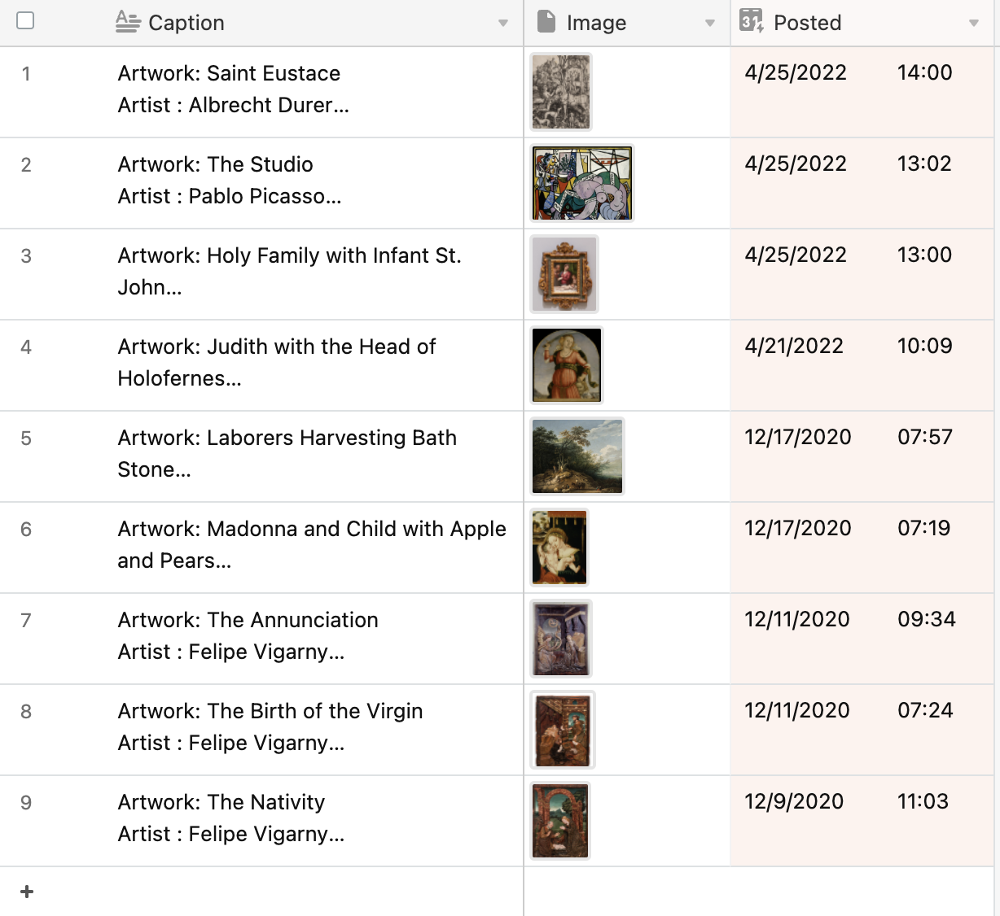 Caption Image Posted
1 Artwork: Saint Eustace 4/25/2022 14:00
Artist : Albrecht Durer...
2 Artwork: The Studio 4/25/2022 13:02
Artist : Pablo Picasso...
3 Artwork: Holy Family with Infant St. 4/25/2022 13:00
John...
4 Artwork: Judith with the Head of 4/21/2022 10:09
Holofernes...
5 Artwork: Laborers Harvesting Bath 12/17/2020 07:57
Stone...
6 Artwork: Madonna and Child with Apple 12/17/2020 07:19
and Pears...
7 Artwork: The Annunciation 12/11/2020 09:34
Artist : Felipe Vigarny...
8 Artwork: The Birth of the Virgin 12/11/2020 07:24
Artist : Felipe Vigarny...
9 Artwork: The Nativity 12/9/2020 11:03
Artist : Felipe Vigarny...
+